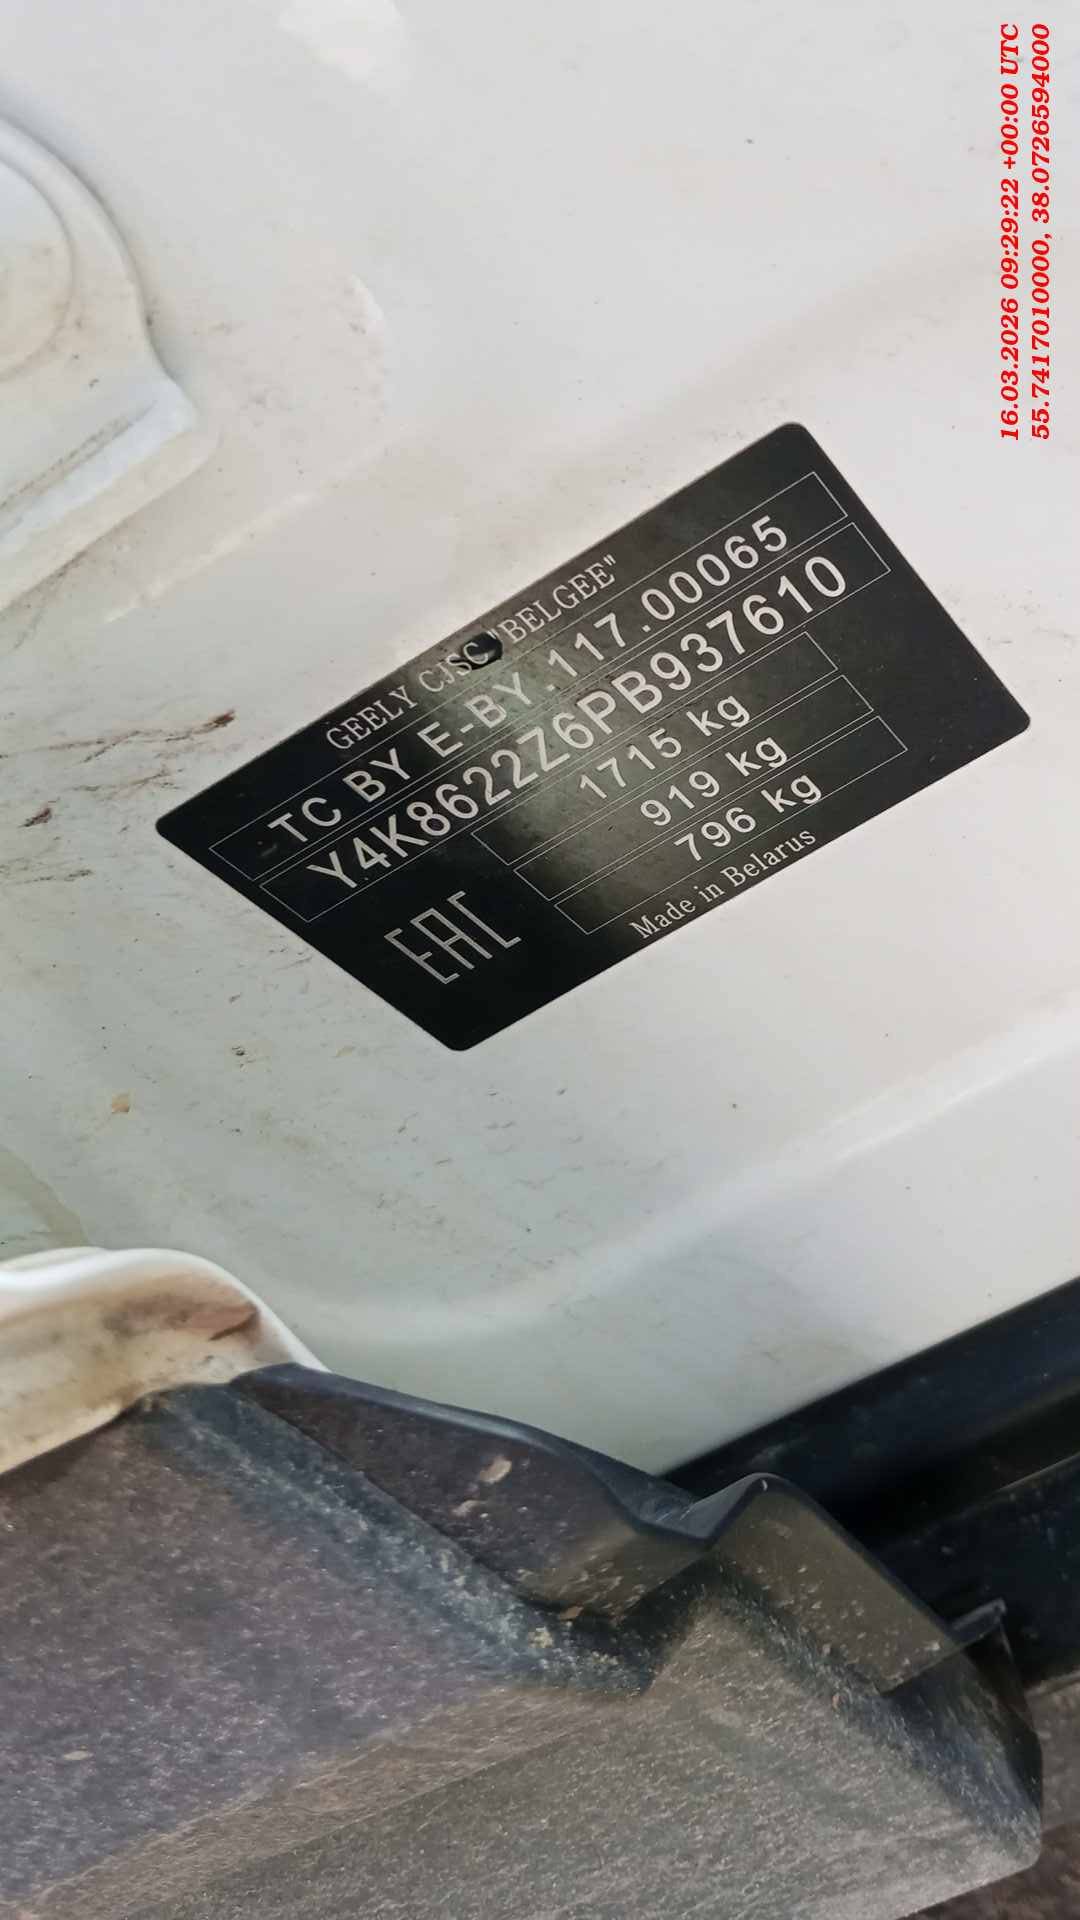 16.03.2026 09:29:22 +00:00 UTC
55.7417010000, 38.0726594000
GEELY CJSC "BELGEE"
TC BY E-BY.117.00065
Y4K8622Z6PB937610
1715 kg
919 kg
796 kg
EAC
Made in Belarus